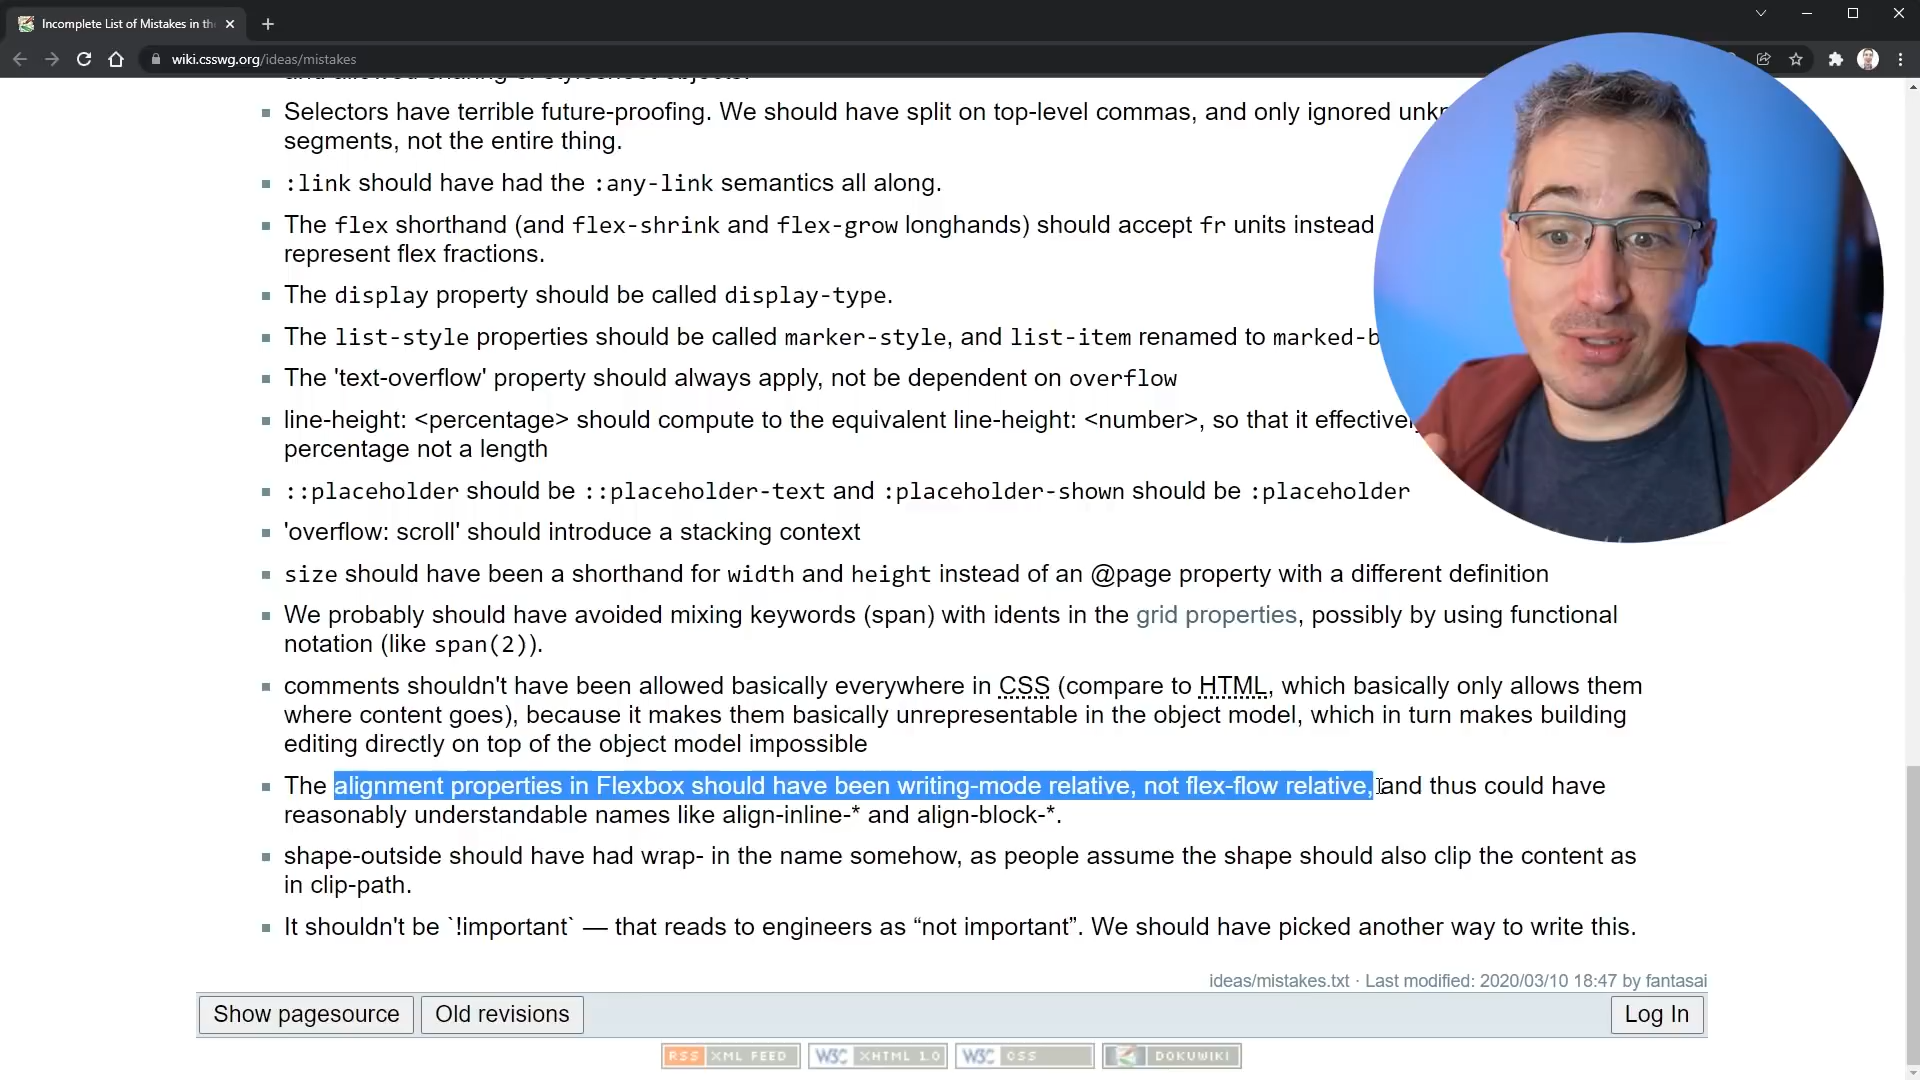 Incomplete List of Mistakes in th
wiki.csswg.org/ideas/mistakes
Selectors have terrible future-proofing. We should have split on top-level commas, and only ignored
segments, not the entire thing.
:link should have had the :any-link semantics all along.
The flex shorthand (and flex-shrink and flex-grow longhands) should accept fr units instead
represent flex fractions.
The display property should be called display-type.
The list-style properties should be called marker-style, and list-item renamed to marked-b
The 'text-overflow' property should always apply, not be dependent on overflow
line-height: <percentage> should compute to the equivalent line-height: <number>, so that it effectively
percentage not a length
::placeholder should be ::placeholder-text and :placeholder-shown should be :placeholder
'overflow: scroll' should introduce a stacking context
size should have been a shorthand for width and height instead of an @page property with a different definition
We probably should have avoided mixing keywords (span) with idents in the grid properties, possibly by using functional
notation (like span(2)).
comments shouldn't have been allowed basically everywhere in CSS (compare to HTML, which basically only allows them
where content goes), because it makes them basically unrepresentable in the object model, which in turn makes building
editing directly on top of the object model impossible
The alignment properties in Flexbox should have been writing-mode relative, not flex-flow relative, and thus could have
reasonably understandable names like align-inline-* and align-block-*.
shape-outside should have had wrap- in the name somehow, as people assume the shape should also clip the content as
in clip-path.
It shouldn't be `!important` — that reads to engineers as “not important”. We should have picked another way to write this.
ideas/mistakes.txt · Last modified: 2020/03/10 18:47 by fantasai
Show pagesource Old revisions Log In
RSS XML FEED W3C XHTML 1.0 W3C CSS DOKUWIKI